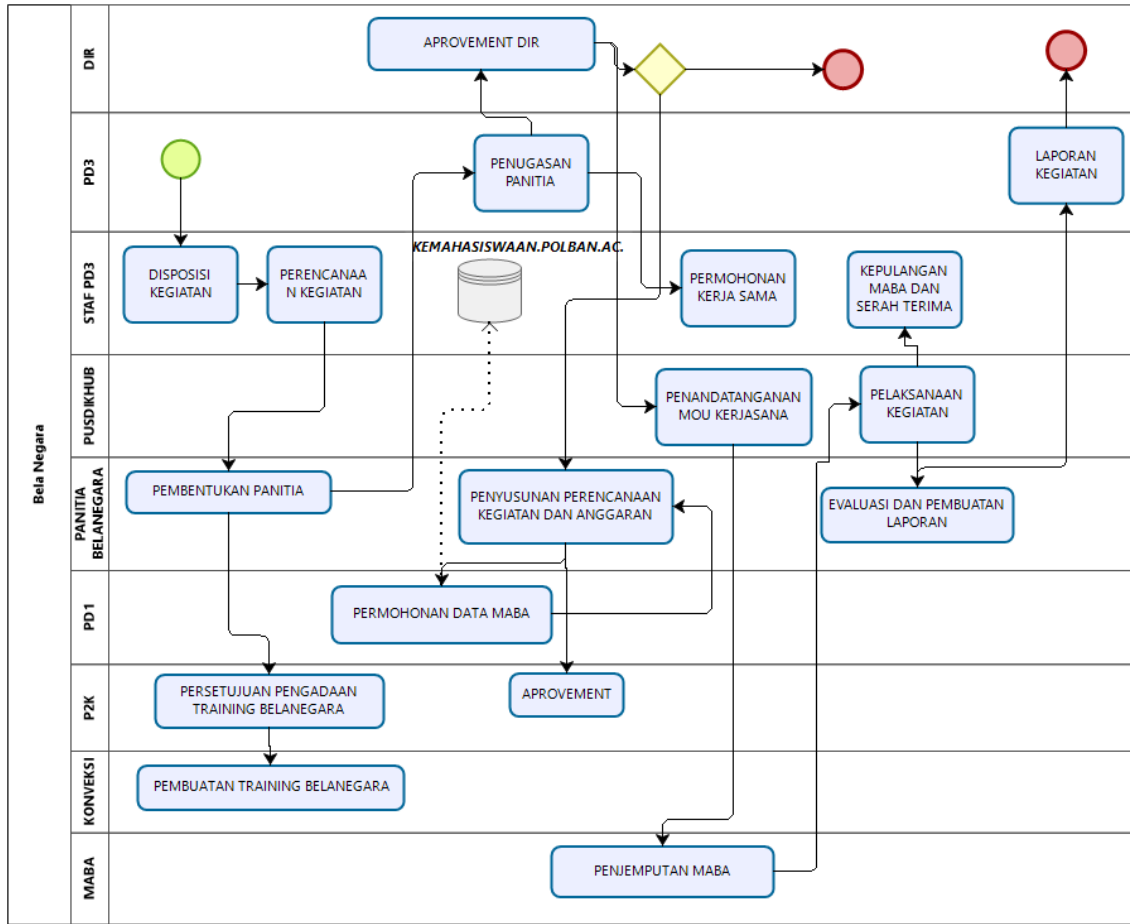 Bela Negara
DIR
APROVEMENT DIR
PD3
PENUGASAN
PANITIA
LAPORAN
KEGIATAN
STAF PD3
DISPOSISI
KEGIATAN
PERENCANAA
N KEGIATAN
KEMAHASISWAAN.POLBAN.AC.
PERMOHONAN
KERJA SAMA
KEPULANGAN
MABA DAN
SERAH TERIMA
PUSDIKHUB
PENANDATANGANAN
MOU KERJASANA
PELAKSANAAN
KEGIATAN
PANITIA
BELANEGARA
PEMBENTUKAN PANITIA
PENYUSUNAN PERENCANAAN
KEGIATAN DAN ANGGARAN
EVALUASI DAN PEMBUATAN
LAPORAN
PD1
PERMOHONAN DATA MABA
P2K
PERSETUJUAN PENGADAAN
TRAINING BELANEGARA
APROVEMENT
KONVEKSI
PEMBUATAN TRAINING BELANEGARA
MABA
PENJEMPUTAN MABA